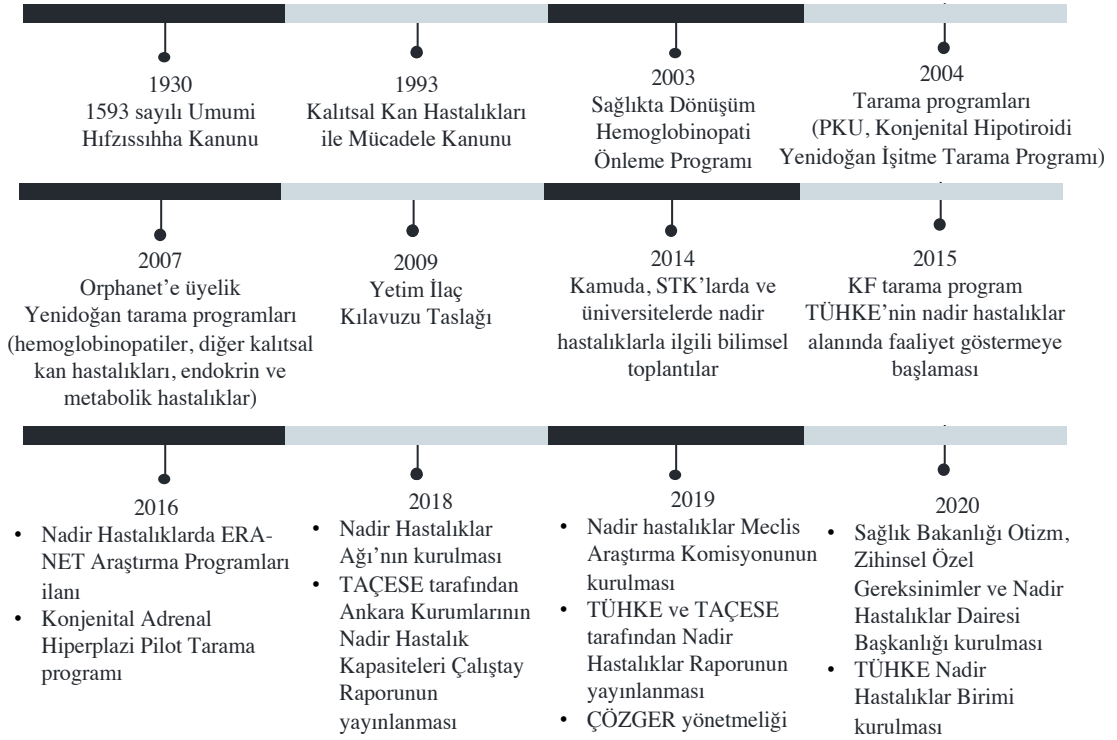 1930
1593 sayılı Umumi
Hıfzıssıhha Kanunu
1993
Kalıtsal Kan Hastalıkları
ile Mücadele Kanunu
2003
Sağlıkta Dönüşüm
Hemoglobinopati
Önleme Programı
2004
Tarama programları
(PKU, Konjenital Hipotiroidi
Yenidoğan İşitme Tarama Programı)
2007
Orphanet’e üyelik
Yenidoğan tarama programları
(hemoglobinopatiler, diğer kalıtsal
kan hastalıkları, endokrin ve
metabolik hastalıklar)
2009
Yetim İlaç
Kılavuzu Taslağı
2014
Kamuda, STK’larda ve
üniversitelerde nadir
hastalıklarla ilgili bilimsel
toplantılar
2015
KF tarama program
TÜHKE’nin nadir hastalıklar
alanında faaliyet göstermeye
başlaması
2016
• Nadir Hastalıklarda ERA-
NET Araştırma Programları
ilanı
• Konjenital Adrenal
Hiperplazi Pilot Tarama
programı
2018
• Nadir Hastalıklar
Ağı’nın kurulması
• TAÇESE tarafından
Ankara Kurumlarının
Nadir Hastalık
Kapasiteleri Çalıştay
Raporunun
yayınlanması
2019
• Nadir hastalıklar Meclis
Araştırma Komisyonunun
kurulması
• TÜHKE ve TAÇESE
tarafından Nadir
Hastalıklar Raporunun
yayınlanması
• ÇÖZGER yönetmeliği
2020
• Sağlık Bakanlığı Otizm,
Zihinsel Özel
Gereksinimler ve Nadir
Hastalıklar Dairesi
Başkanlığı kurulması
• TÜHKE Nadir
Hastalıklar Birimi
kurulması